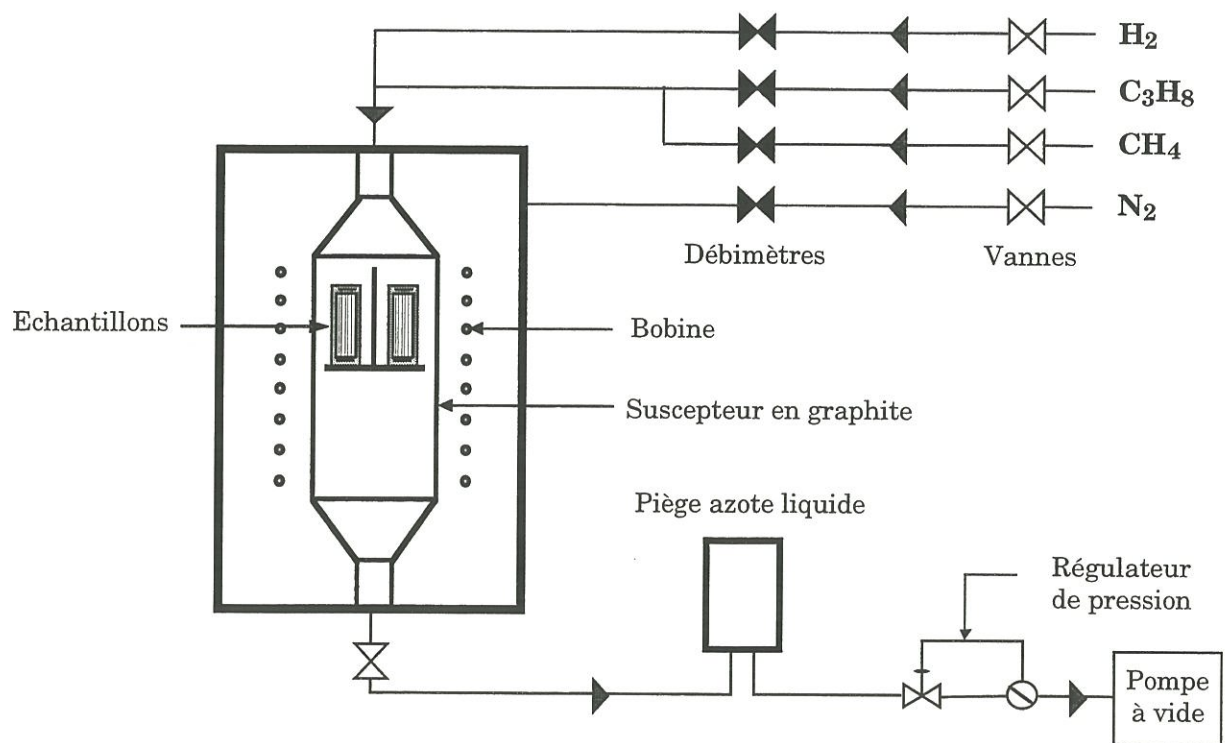 H₂
C₃H₈
CH₄
N₂
Débimètres
Vannes
Echantillons
Bobine
Suscepteur en graphite
Piège azote liquide
Régulateur
de pression
Pompe
à vide